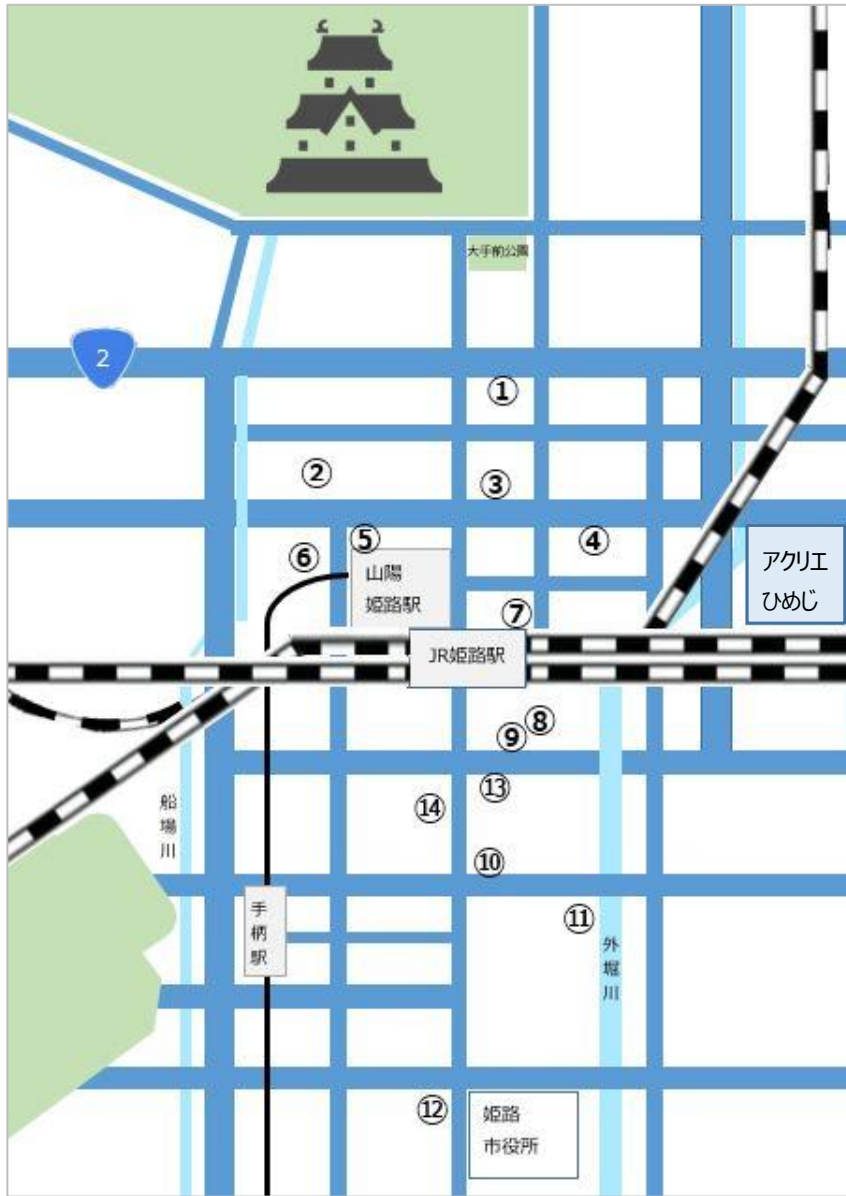 大手前公園
2
①
②
③
⑤
④
⑥
山陽
姫路駅
アクリエ
ひめじ
⑦
JR姫路駅
⑧
⑨
⑬
⑭
船場川
⑩
手柄駅
⑪
外堀川
⑫
姫路
市役所